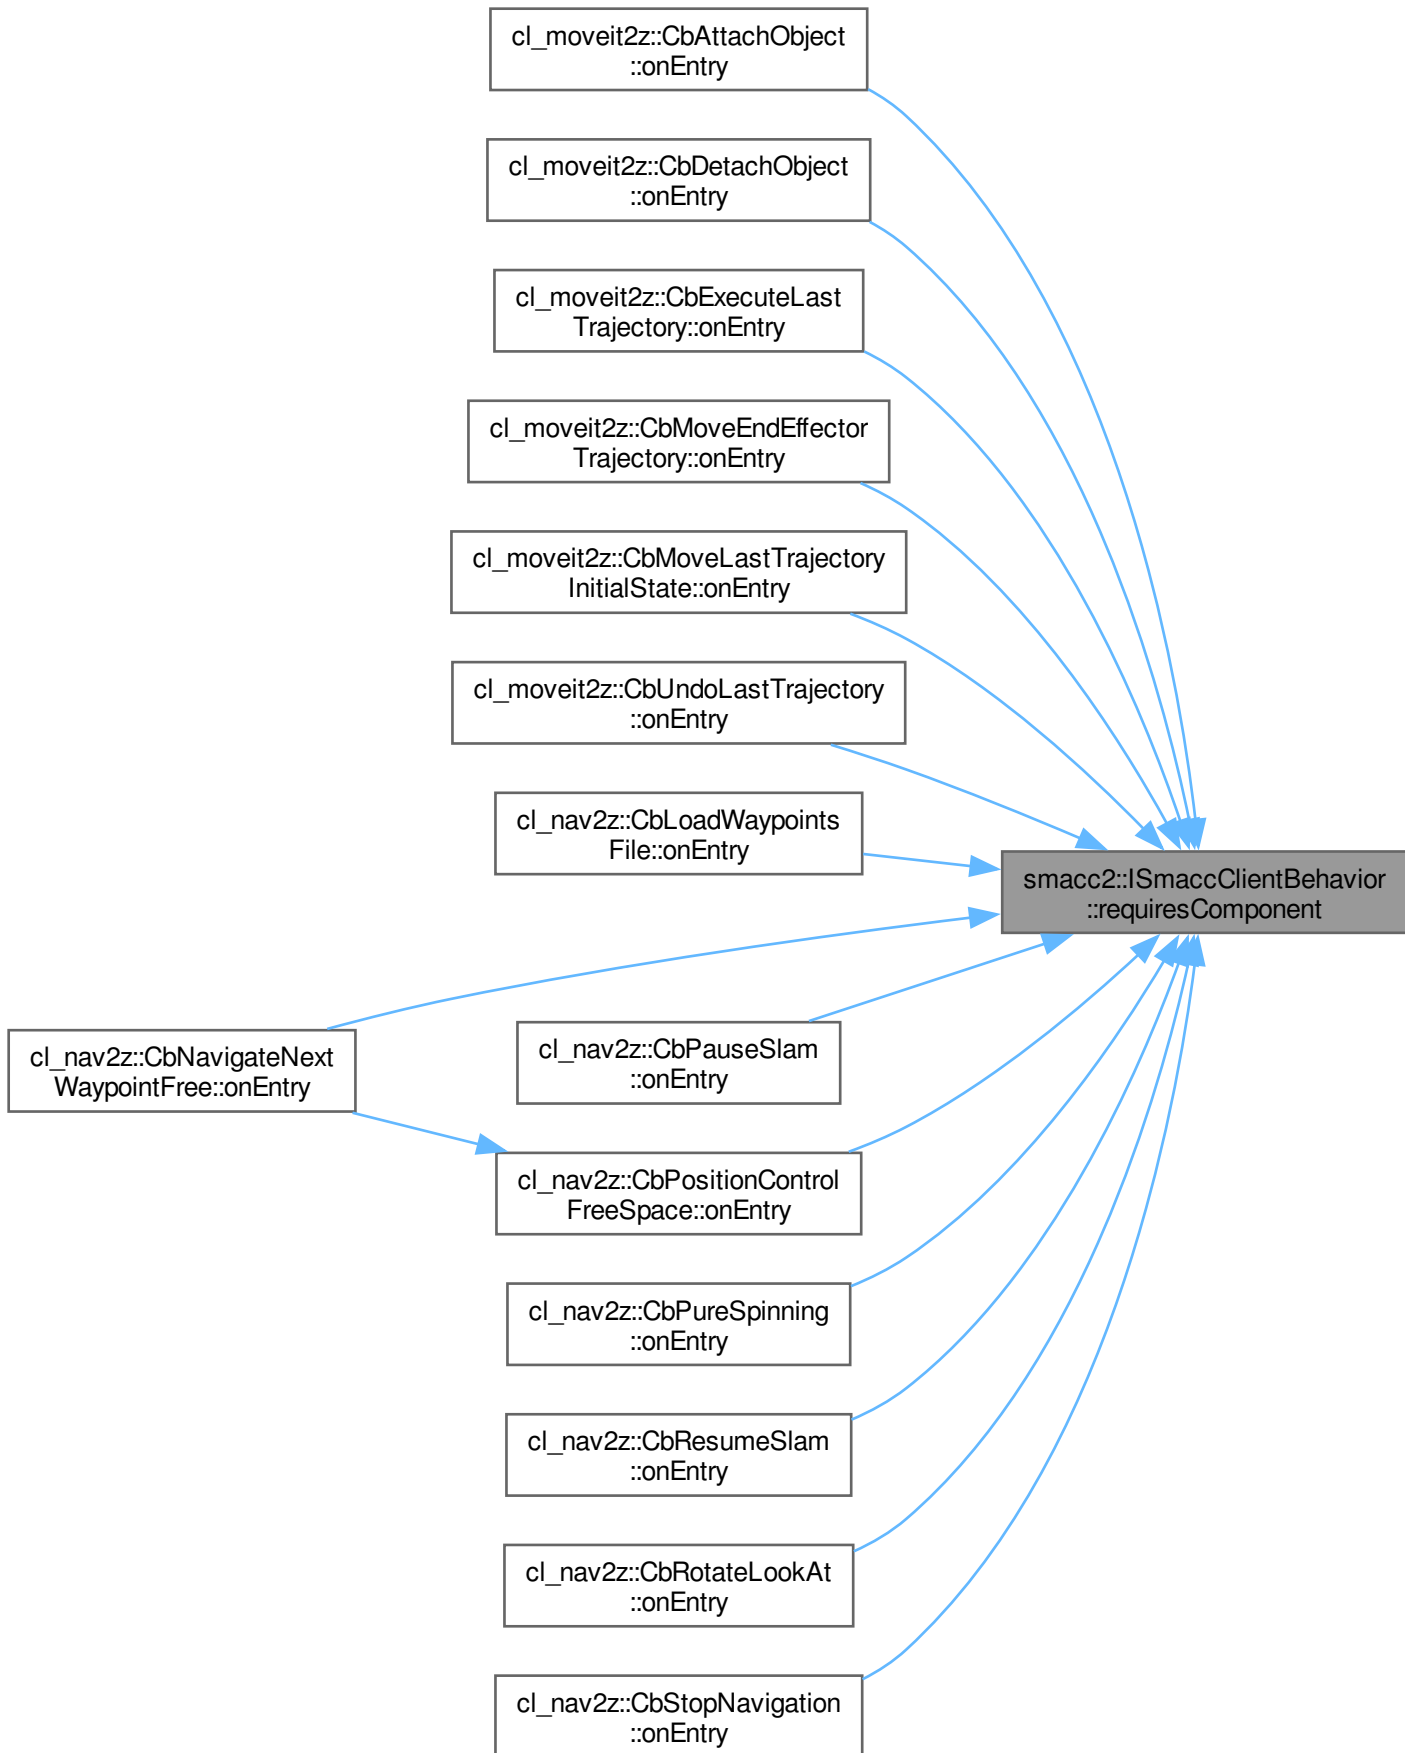 cl_moveit2z::CbAttachObject
::onEntry
cl_moveit2z::CbDetachObject
::onEntry
cl_moveit2z::CbExecuteLast
Trajectory::onEntry
cl_moveit2z::CbMoveEndEffector
Trajectory::onEntry
cl_moveit2z::CbMoveLastTrajectory
InitialState::onEntry
cl_moveit2z::CbUndoLastTrajectory
::onEntry
cl_nav2z::CbLoadWaypoints
File::onEntry
smacc2::ISmaccClientBehavior
::requiresComponent
cl_nav2z::CbNavigateNext
WaypointFree::onEntry
cl_nav2z::CbPauseSlam
::onEntry
cl_nav2z::CbPositionControl
FreeSpace::onEntry
cl_nav2z::CbPureSpinning
::onEntry
cl_nav2z::CbResumeSlam
::onEntry
cl_nav2z::CbRotateLookAt
::onEntry
cl_nav2z::CbStopNavigation
::onEntry